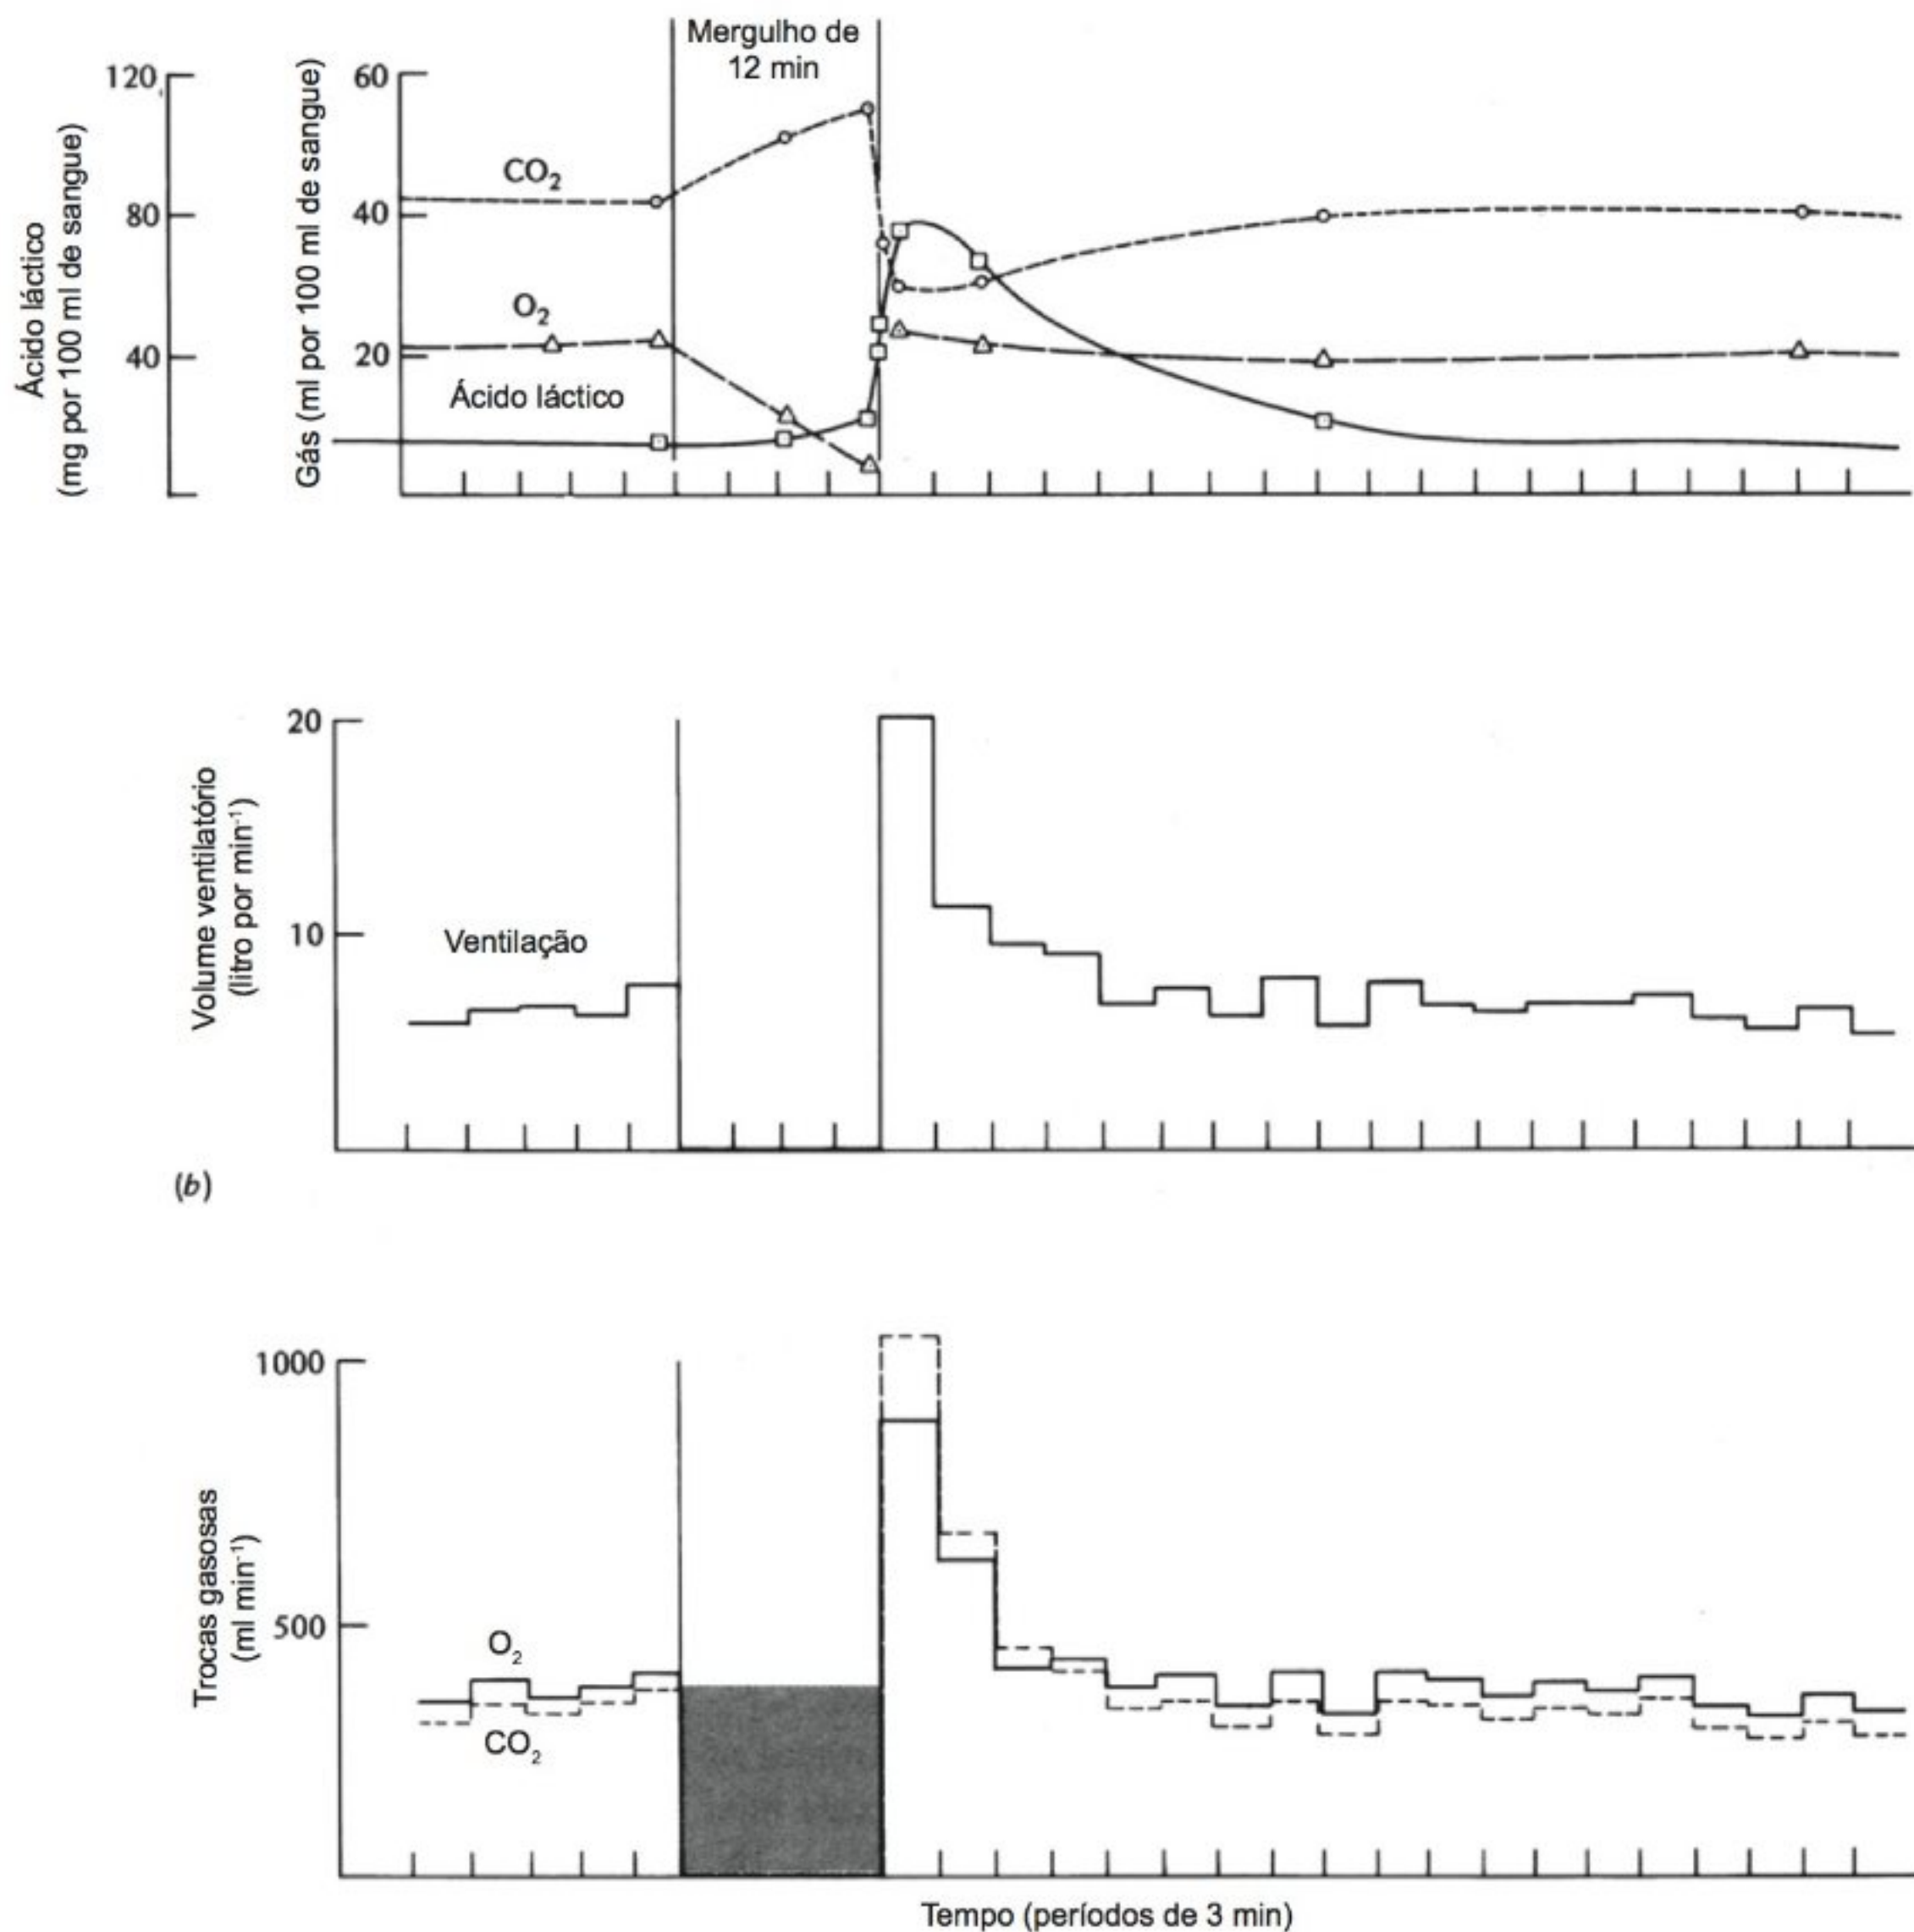 Mergulho de
12 min
120
80
40
Ácido láctico
(mg por 100 ml de sangue)
60
40
20
Gás (ml por 100 ml de sangue)
CO₂
O₂
Ácido láctico
20
10
Volume ventilatório
(litro por min⁻¹)
Ventilação
(b)
1000
500
Trocas gasosas
(ml min⁻¹)
O₂
CO₂
Tempo (períodos de 3 min)